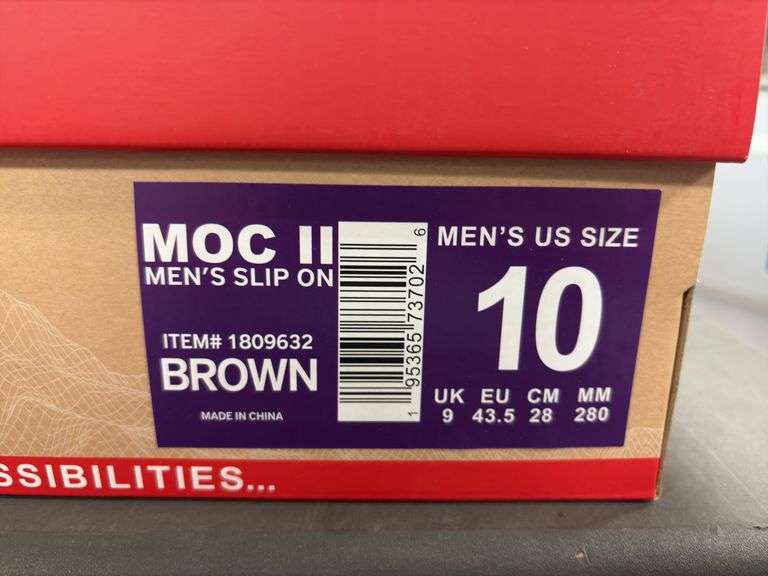 MOC II
MEN'S SLIP ON
ITEM# 1809632
BROWN
MADE IN CHINA
1 95365 73702 6
MEN'S US SIZE
10
UK EU CM MM
9 43.5 28 280
SSIBILITIES...